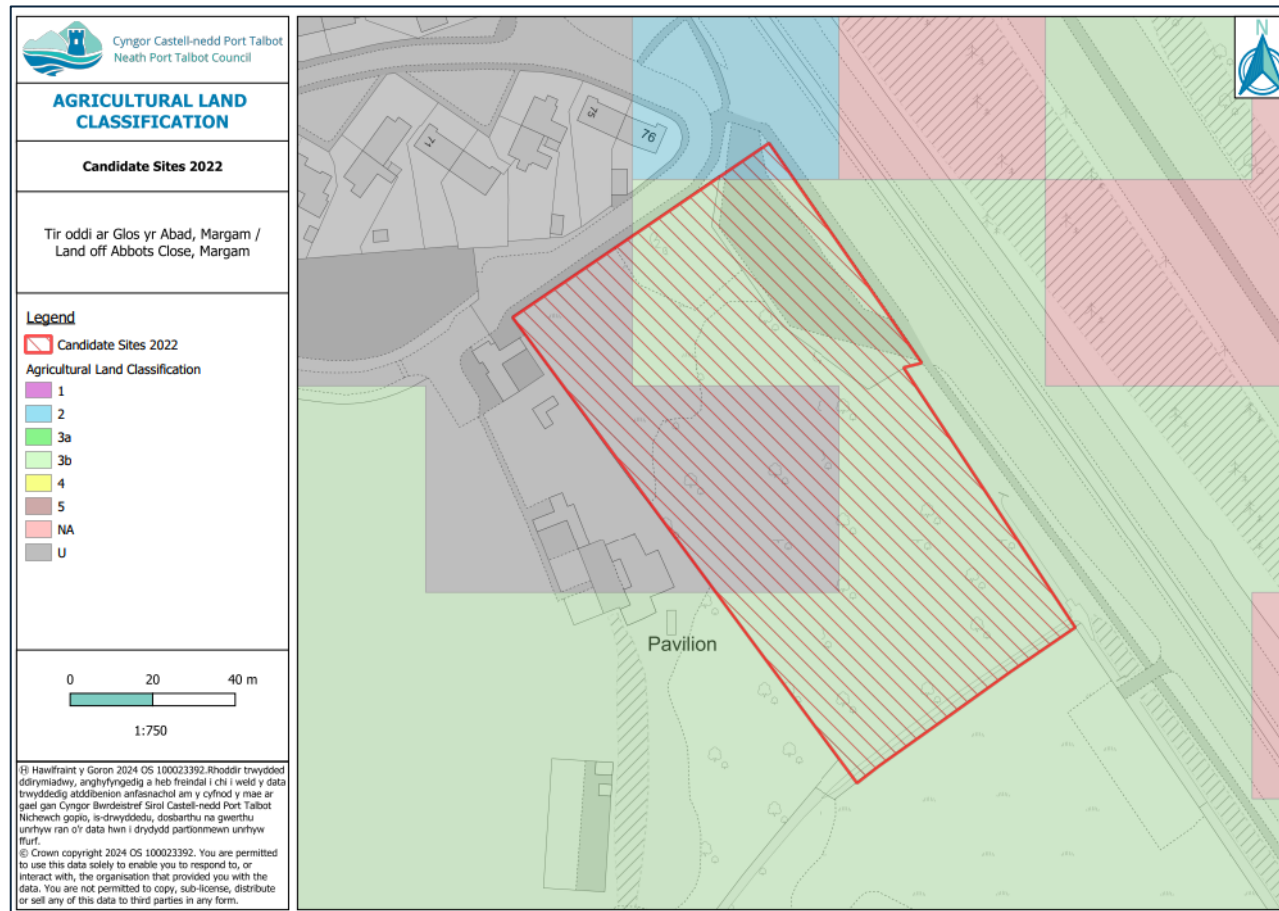 Cyngor Castell-nedd Port Talbot
Neath Port Talbot Council
AGRICULTURAL LAND
CLASSIFICATION
Candidate Sites 2022
Tir oddi ar Glos yr Abad, Margam /
Land off Abbots Close, Margam
Legend
Candidate Sites 2022
Agricultural Land Classification
1
2
3a
3b
4
5
NA
U
0 20 40 m
1:750
Ⓗ Hawlfraint y Goron 2024 OS 100023392.Rhoddir trwydded
ddirymiadwy, anghyfyngedig a heb freindal i chi i weld y data
trwyddedig atddibenion anfasnachol am y cyfnod y mae ar
gael gan Cyngor Bwrdeistref Sirol Castell-nedd Port Talbot
Nichewch gopïo, is-drwyddedu, dosbarthu na gwerthu
unrhyw ran o'r data hwn i drydydd partïonmewn unrhyw
ffurf.
© Crown copyright 2024 OS 100023392. You are permitted
to use this data solely to enable you to respond to, or
interact with, the organisation that provided you with the
data. You are not permitted to copy, sub-license, distribute
or sell any of this data to third parties in any form.
N
75
76
71
Pavilion